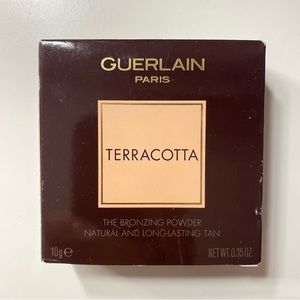 GUERLAIN
PARIS
TERRACOTTA
THE BRONZING POWDER
NATURAL AND LONG-LASTING TAN
10g℮ NET WT. 0.35 OZ.